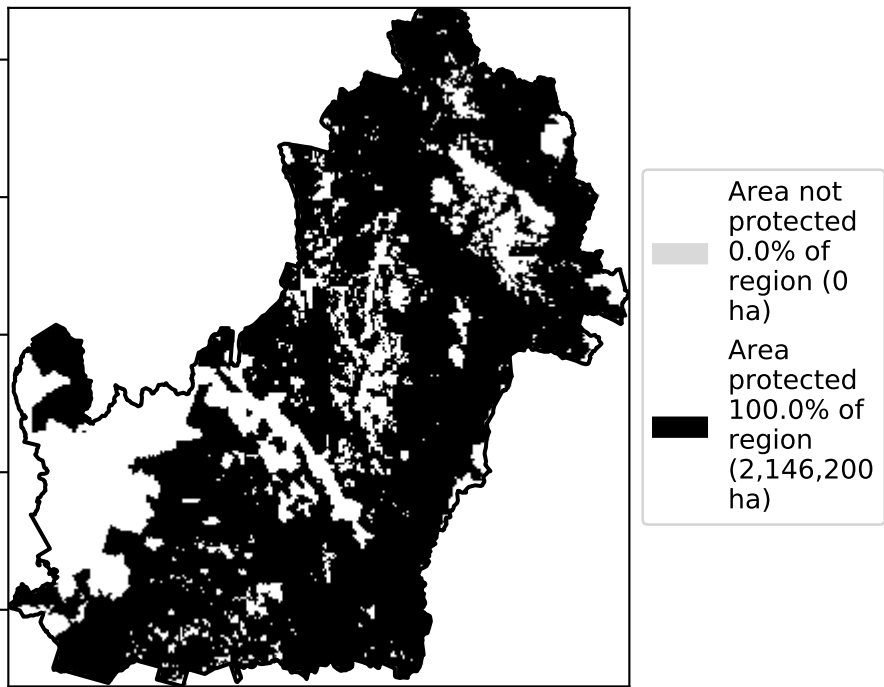 Area not
protected
0.0% of
region (0
ha)
Area
protected
100.0% of
region
(2,146,200
ha)